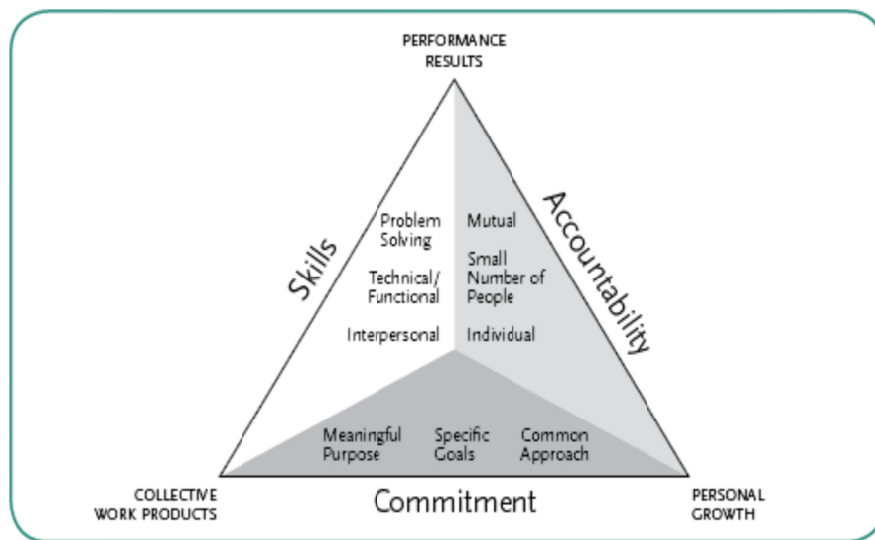 PERFORMANCE
RESULTS
Skills
Accountability
Problem
Solving
Technical/
Functional
Interpersonal
Mutual
Small
Number of
People
Individual
Meaningful
Purpose
Specific
Goals
Common
Approach
COLLECTIVE
WORK PRODUCTS
Commitment
PERSONAL
GROWTH